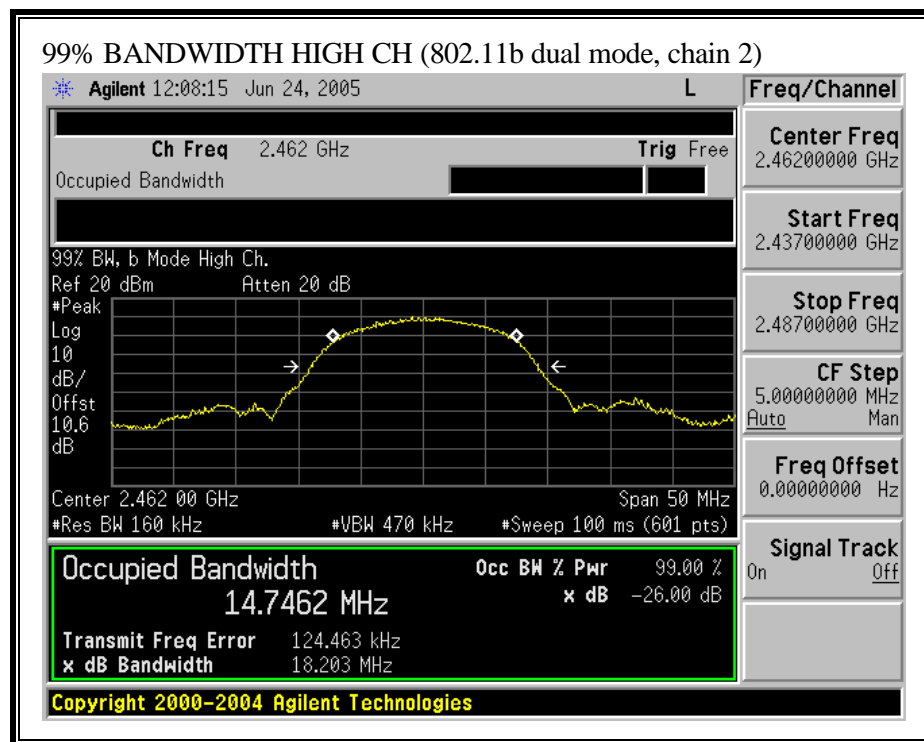 99% BANDWIDTH HIGH CH (802.11b dual mode, chain 2)
Agilent 12:08:15 Jun 24, 2005 L
Freq/Channel
Ch Freq 2.462 GHz Trig Free
Occupied Bandwidth
Center Freq
2.46200000 GHz
Start Freq
2.43700000 GHz
Stop Freq
2.48700000 GHz
CF Step
5.00000000 MHz
Auto Man
Freq Offset
0.00000000 Hz
Signal Track
On Off
99% BW, b Mode High Ch.
Ref 20 dBm Atten 20 dB
#Peak
Log
10
dB/
Offst
10.6
dB
Center 2.462 00 GHz Span 50 MHz
#Res BW 160 kHz #VBW 470 kHz #Sweep 100 ms (601 pts)
Occupied Bandwidth Occ BW % Pwr 99.00 %
14.7462 MHz x dB -26.00 dB
Transmit Freq Error 124.463 kHz
x dB Bandwidth 18.203 MHz
Copyright 2000-2004 Agilent Technologies